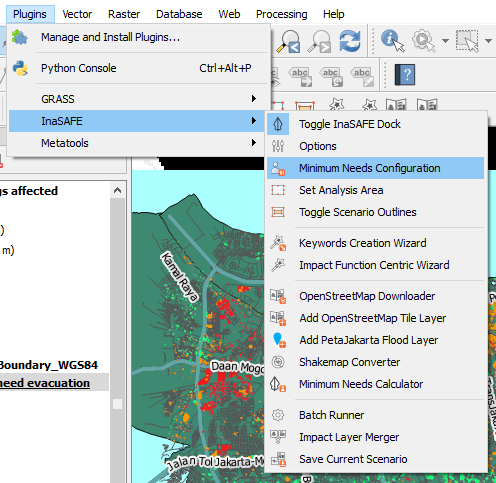 Plugins Vector Raster Database Web Processing Help
Manage and Install Plugins...
Python Console Ctrl+Alt+P
GRASS
InaSAFE
Metatools
abc abc abc
?
Toggle InaSAFE Dock
Options
Minimum Needs Configuration
Set Analysis Area
Toggle Scenario Outlines
Keywords Creation Wizard
Impact Function Centric Wizard
OpenStreetMap Downloader
Add OpenStreetMap Tile Layer
Add PetaJakarta Flood Layer
Shakemap Converter
Minimum Needs Calculator
Batch Runner
Impact Layer Merger
Save Current Scenario
gs affected
)
m)
Boundary_WGS84
need evacuation
Kamal Raya
Daan Mogo
Jalan Tol Jakarta-M